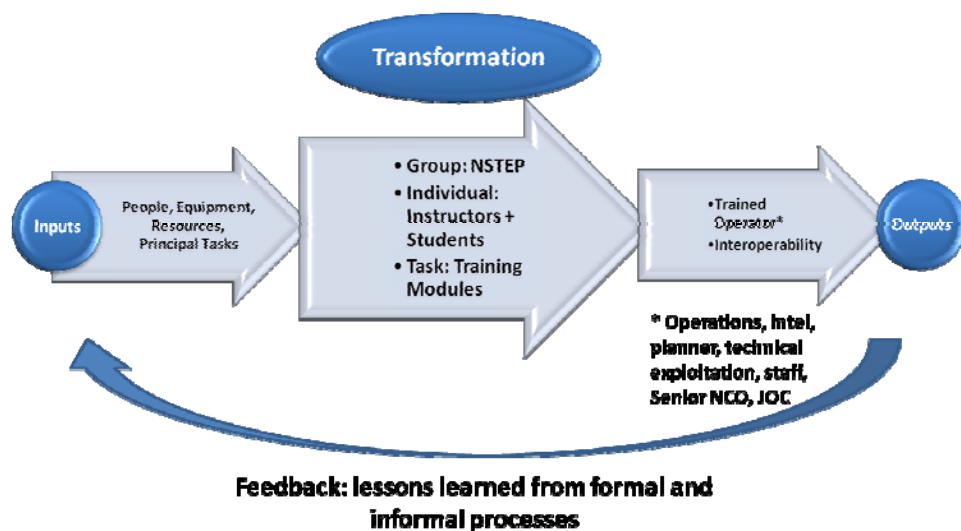 Transformation
Inputs
People, Equipment,
Resources,
Principal Tasks
• Group: NSTEP
• Individual:
Instructors +
Students
• Task: Training
Modules
•Trained
Operator*
•Interoperability
Outputs
* Operations, Intel,
planner, technical
exploitation, staff,
Senior NCO, JOC
Feedback: lessons learned from formal and
informal processes